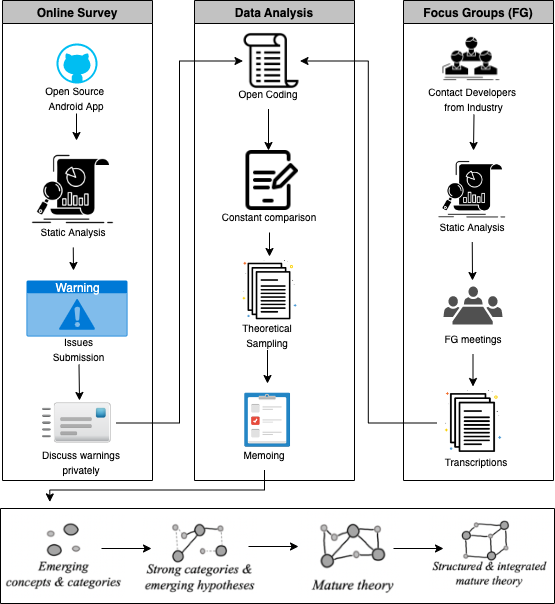 Online Survey
Open Source
Android App
Static Analysis
Warning
Issues
Submission
Discuss warnings
privately
Data Analysis
Open Coding
Constant comparison
Theoretical
Sampling
Memoing
Focus Groups (FG)
Contact Developers
from Industry
Static Analysis
FG meetings
Transcriptions
Emerging
concepts & categories
Strong categories &
emerging hypotheses
Mature theory
Structured & integrated
mature theory